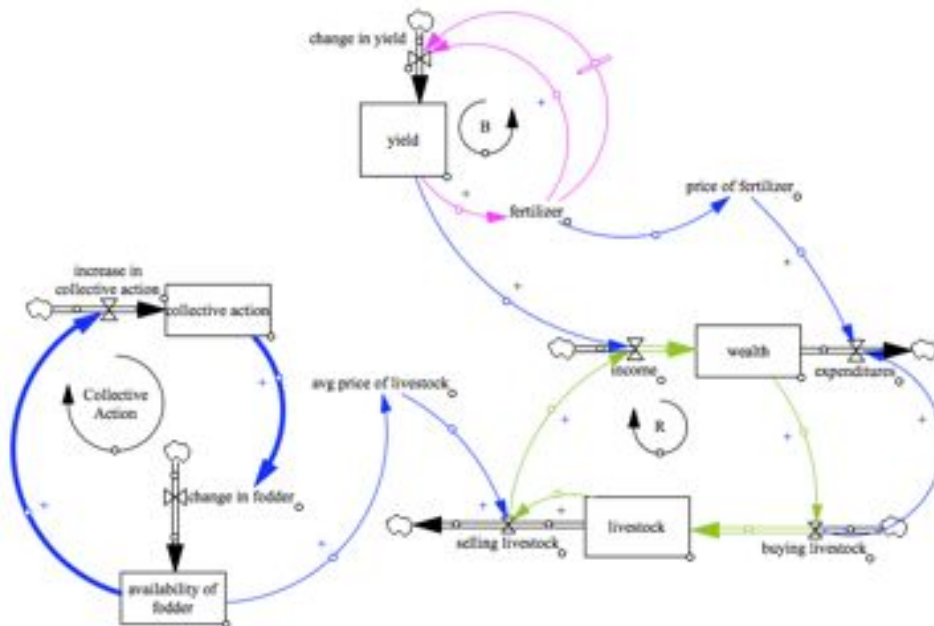 change in yield
yield
B
fertilizer
price of fertilizer
increase in
collective action
collective action
Collective
Action
avg price of livestock
income
wealth
expenditures
R
change in fodder
selling livestock
livestock
buying livestock
availability of
fodder